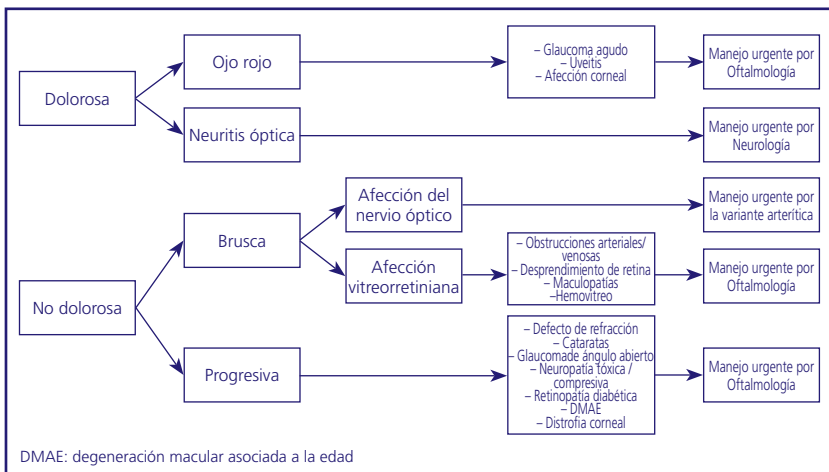 Dolorosa
Ojo rojo
– Glaucoma agudo
– Uveitis
– Afección corneal
Manejo urgente por
Oftalmología
Neuritis óptica
Manejo urgente por
Neurología
No dolorosa
Brusca
Afección del
nervio óptico
Manejo urgente por
la variante arterítica
Afección
vitreorretiniana
– Obstrucciones arteriales/
venosas
– Desprendimiento de retina
– Maculopatías
–Hemovitreo
Manejo urgente por
Oftalmología
Progresiva
– Defecto de refracción
– Cataratas
– Glaucomade ángulo abierto
– Neuropatía tóxica /
compresiva
– Retinopatía diabética
– DMAE
– Distrofia corneal
Manejo urgente por
Oftalmología
DMAE: degeneración macular asociada a la edad